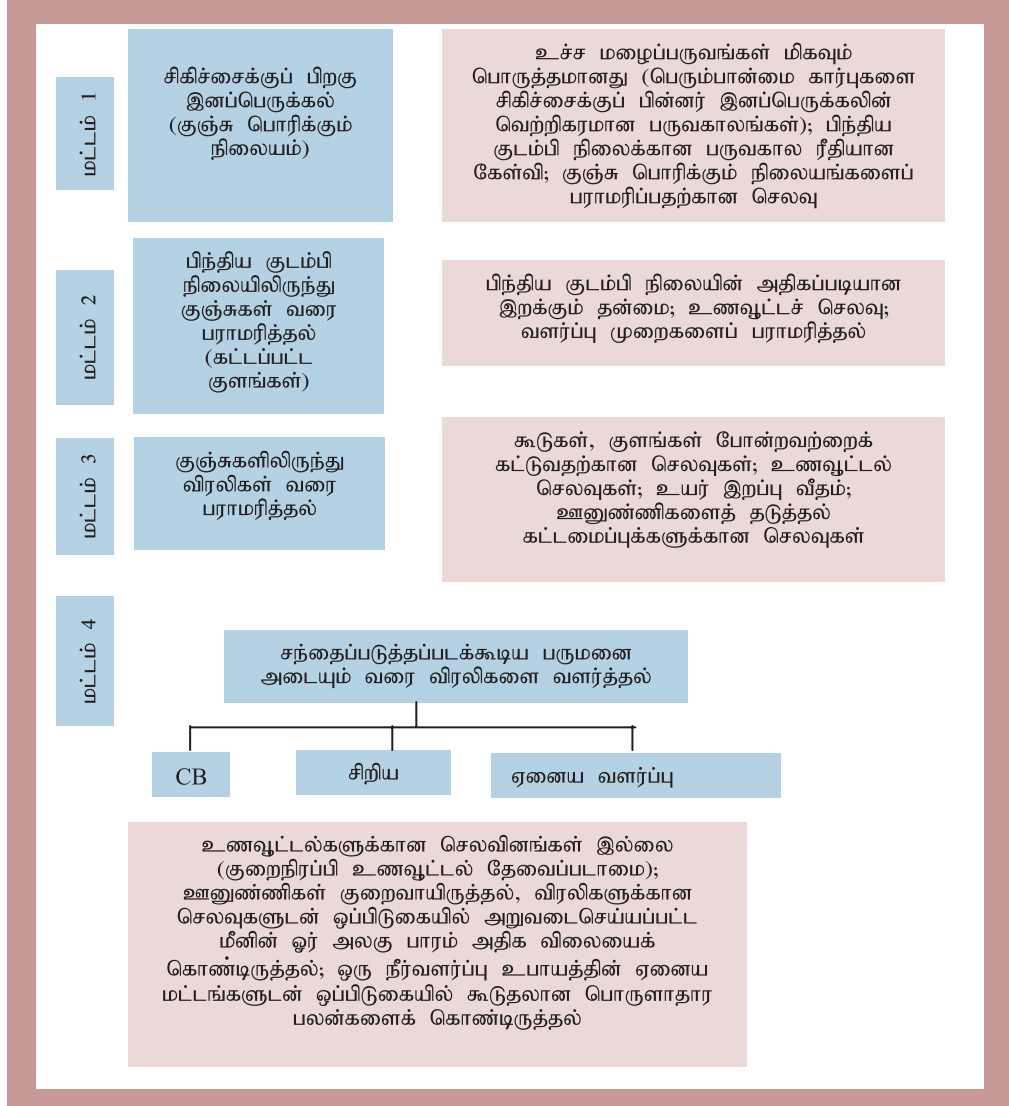 மட்டம் 1
சிகிச்சைக்குப் பிறகு
இனப்பெருக்கல்
(குஞ்சு பொரிக்கும்
நிலையம்)
உச்ச மழைப்பருவங்கள் மிகவும்
பொருத்தமானது (பெரும்பான்மை கார்புகளை
சிகிச்சைக்குப் பின்னர் இனப்பெருக்கலின்
வெற்றிகரமான பருவகாலங்கள்); பிந்திய
குடம்பி நிலைக்கான பருவகால ரீதியான
கேள்வி; குஞ்சு பொரிக்கும் நிலையங்களைப்
பராமரிப்பதற்கான செலவு
மட்டம் 2
பிந்திய குடம்பி
நிலையிலிருந்து
குஞ்சுகள் வரை
பராமரித்தல்
(கட்டப்பட்ட
குளங்கள்)
பிந்திய குடம்பி நிலையின் அதிகப்படியான
இறக்கும் தன்மை; உணவூட்டச் செலவு;
வளர்ப்பு முறைகளைப் பராமரித்தல்
மட்டம் 3
குஞ்சுகளிலிருந்து
விரலிகள் வரை
பராமரித்தல்
கூடுகள், குளங்கள் போன்றவற்றைக்
கட்டுவதற்கான செலவுகள்; உணவூட்டல்
செலவுகள்; உயர் இறப்பு வீதம்;
ஊனுண்ணிகளைத் தடுத்தல்
கட்டமைப்புக்களுக்கான செலவுகள்
மட்டம் 4
சந்தைப்படுத்தப்படக்கூடிய பருமனை
அடையும் வரை விரலிகளை வளர்த்தல்
CB
சிறிய
ஏனைய வளர்ப்பு
உணவூட்டல்களுக்கான செலவினங்கள் இல்லை
(குறைநிரப்பி உணவூட்டல் தேவைப்படாமை);
ஊனுண்ணிகள் குறைவாயிருத்தல், விரலிகளுக்கான
செலவுகளுடன் ஒப்பிடுகையில் அறுவடைசெய்யப்பட்ட
மீனின் ஓர் அலகு பாரம் அதிக விலையைக்
கொண்டிருத்தல்; ஒரு நீர்வளர்ப்பு உபாயத்தின் ஏனைய
மட்டங்களுடன் ஒப்பிடுகையில் கூடுதலான பொருளாதார
பலன்களைக் கொண்டிருத்தல்